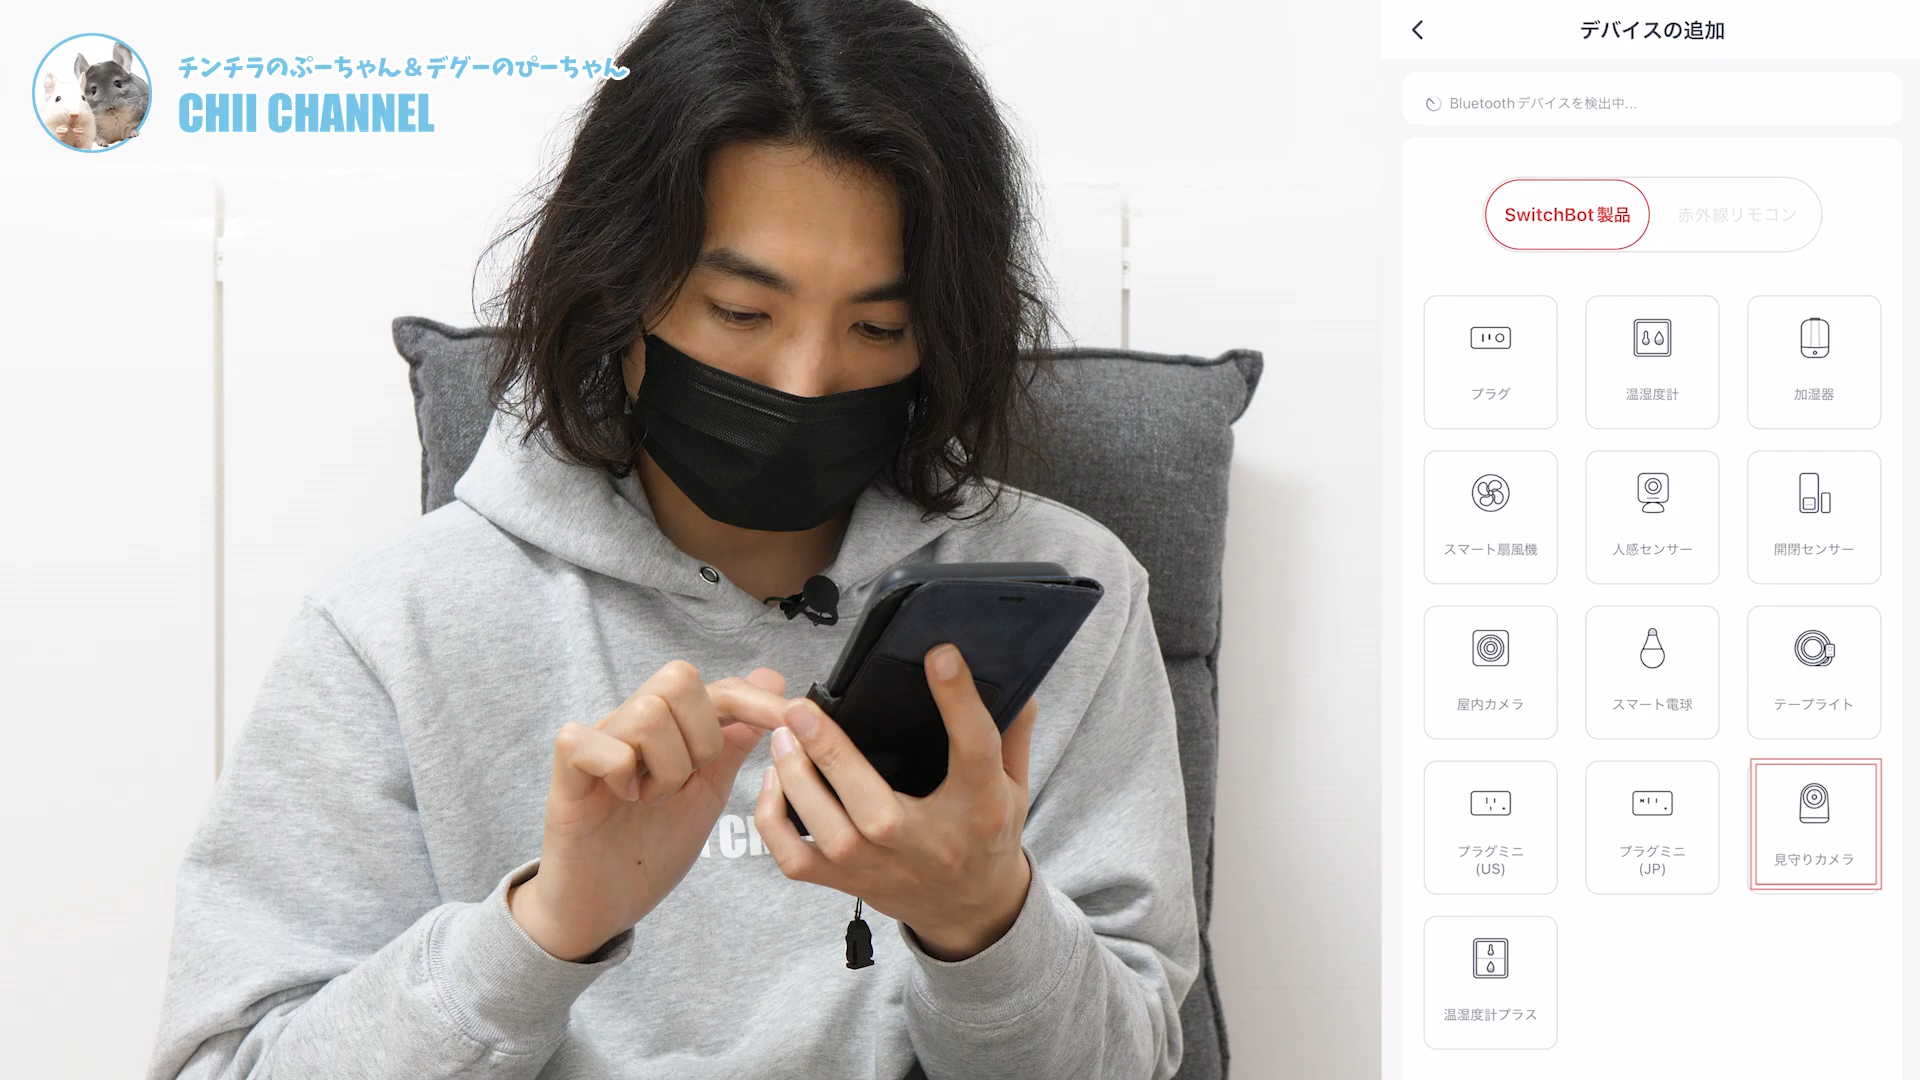 チンチラのぷーちゃん＆デグーのぴーちゃん
CHII CHANNEL
デバイスの追加
Bluetoothデバイスを検出中...
SwitchBot製品
赤外線リモコン
プラグ
温湿度計
加湿器
スマート扇風機
人感センサー
開閉センサー
屋内カメラ
スマート電球
テープライト
プラグミニ
(US)
プラグミニ
(JP)
見守りカメラ
温湿度計プラス